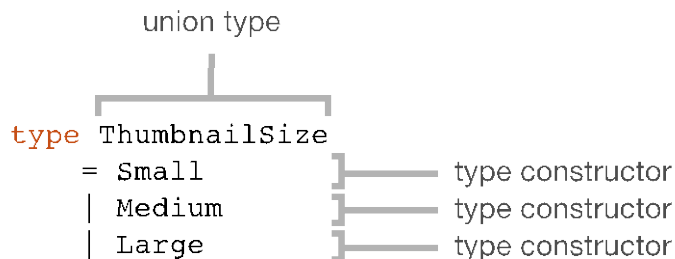 union type
type ThumbnailSize
= Small type constructor
| Medium type constructor
| Large type constructor